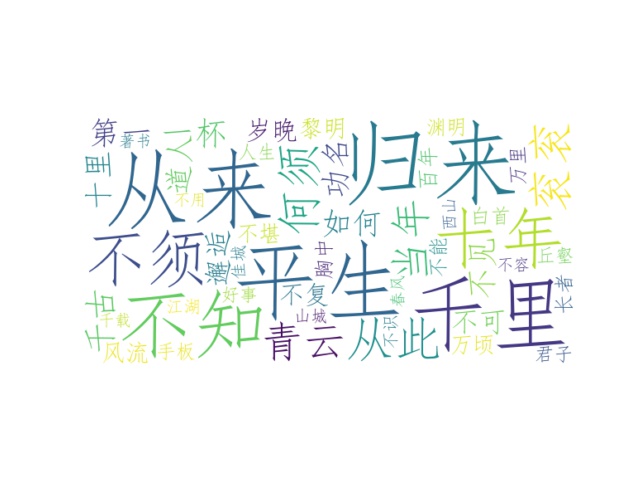 第一
著书
人
杯
道
十里
从来
不用
人生
岁晚
黎明
何须
功名
归来
渊明
百年
万里
衮衮
不须
邂逅
佳城
不堪
如何
当年
不能
西山
白首
十年
不见
不容
丘壑
平生
胸中
不复
好事
千古
千载
不知
江湖
山城
春风
不识
千里
长者
风流
手板
青云
从此
不可
万顷
君子